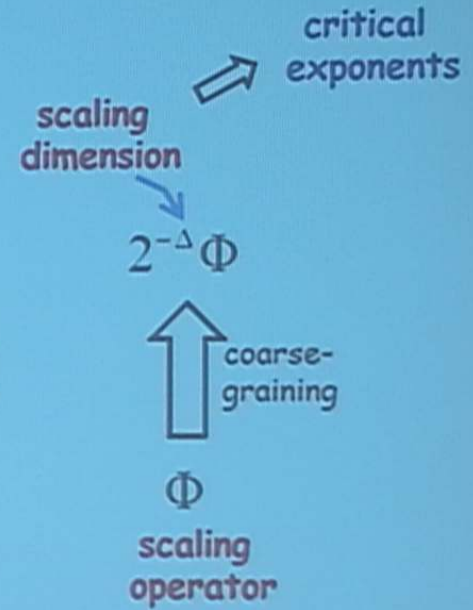 critical
exponents
scaling
dimension
2^{-Δ} Φ
coarse-
graining
Φ
scaling
operator